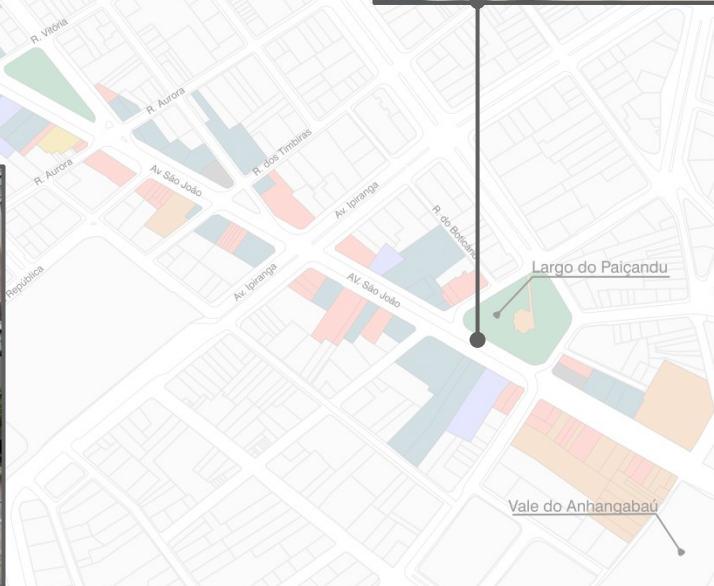 R. Vitória
R. Aurora
R. dos Timbiras
R. Aurora
AV São João
Av. Ipiranga
R. do Boticário
Largo do Paiçandu
República
Av. Ipiranga
AV. São João
Vale do Anhangabaú